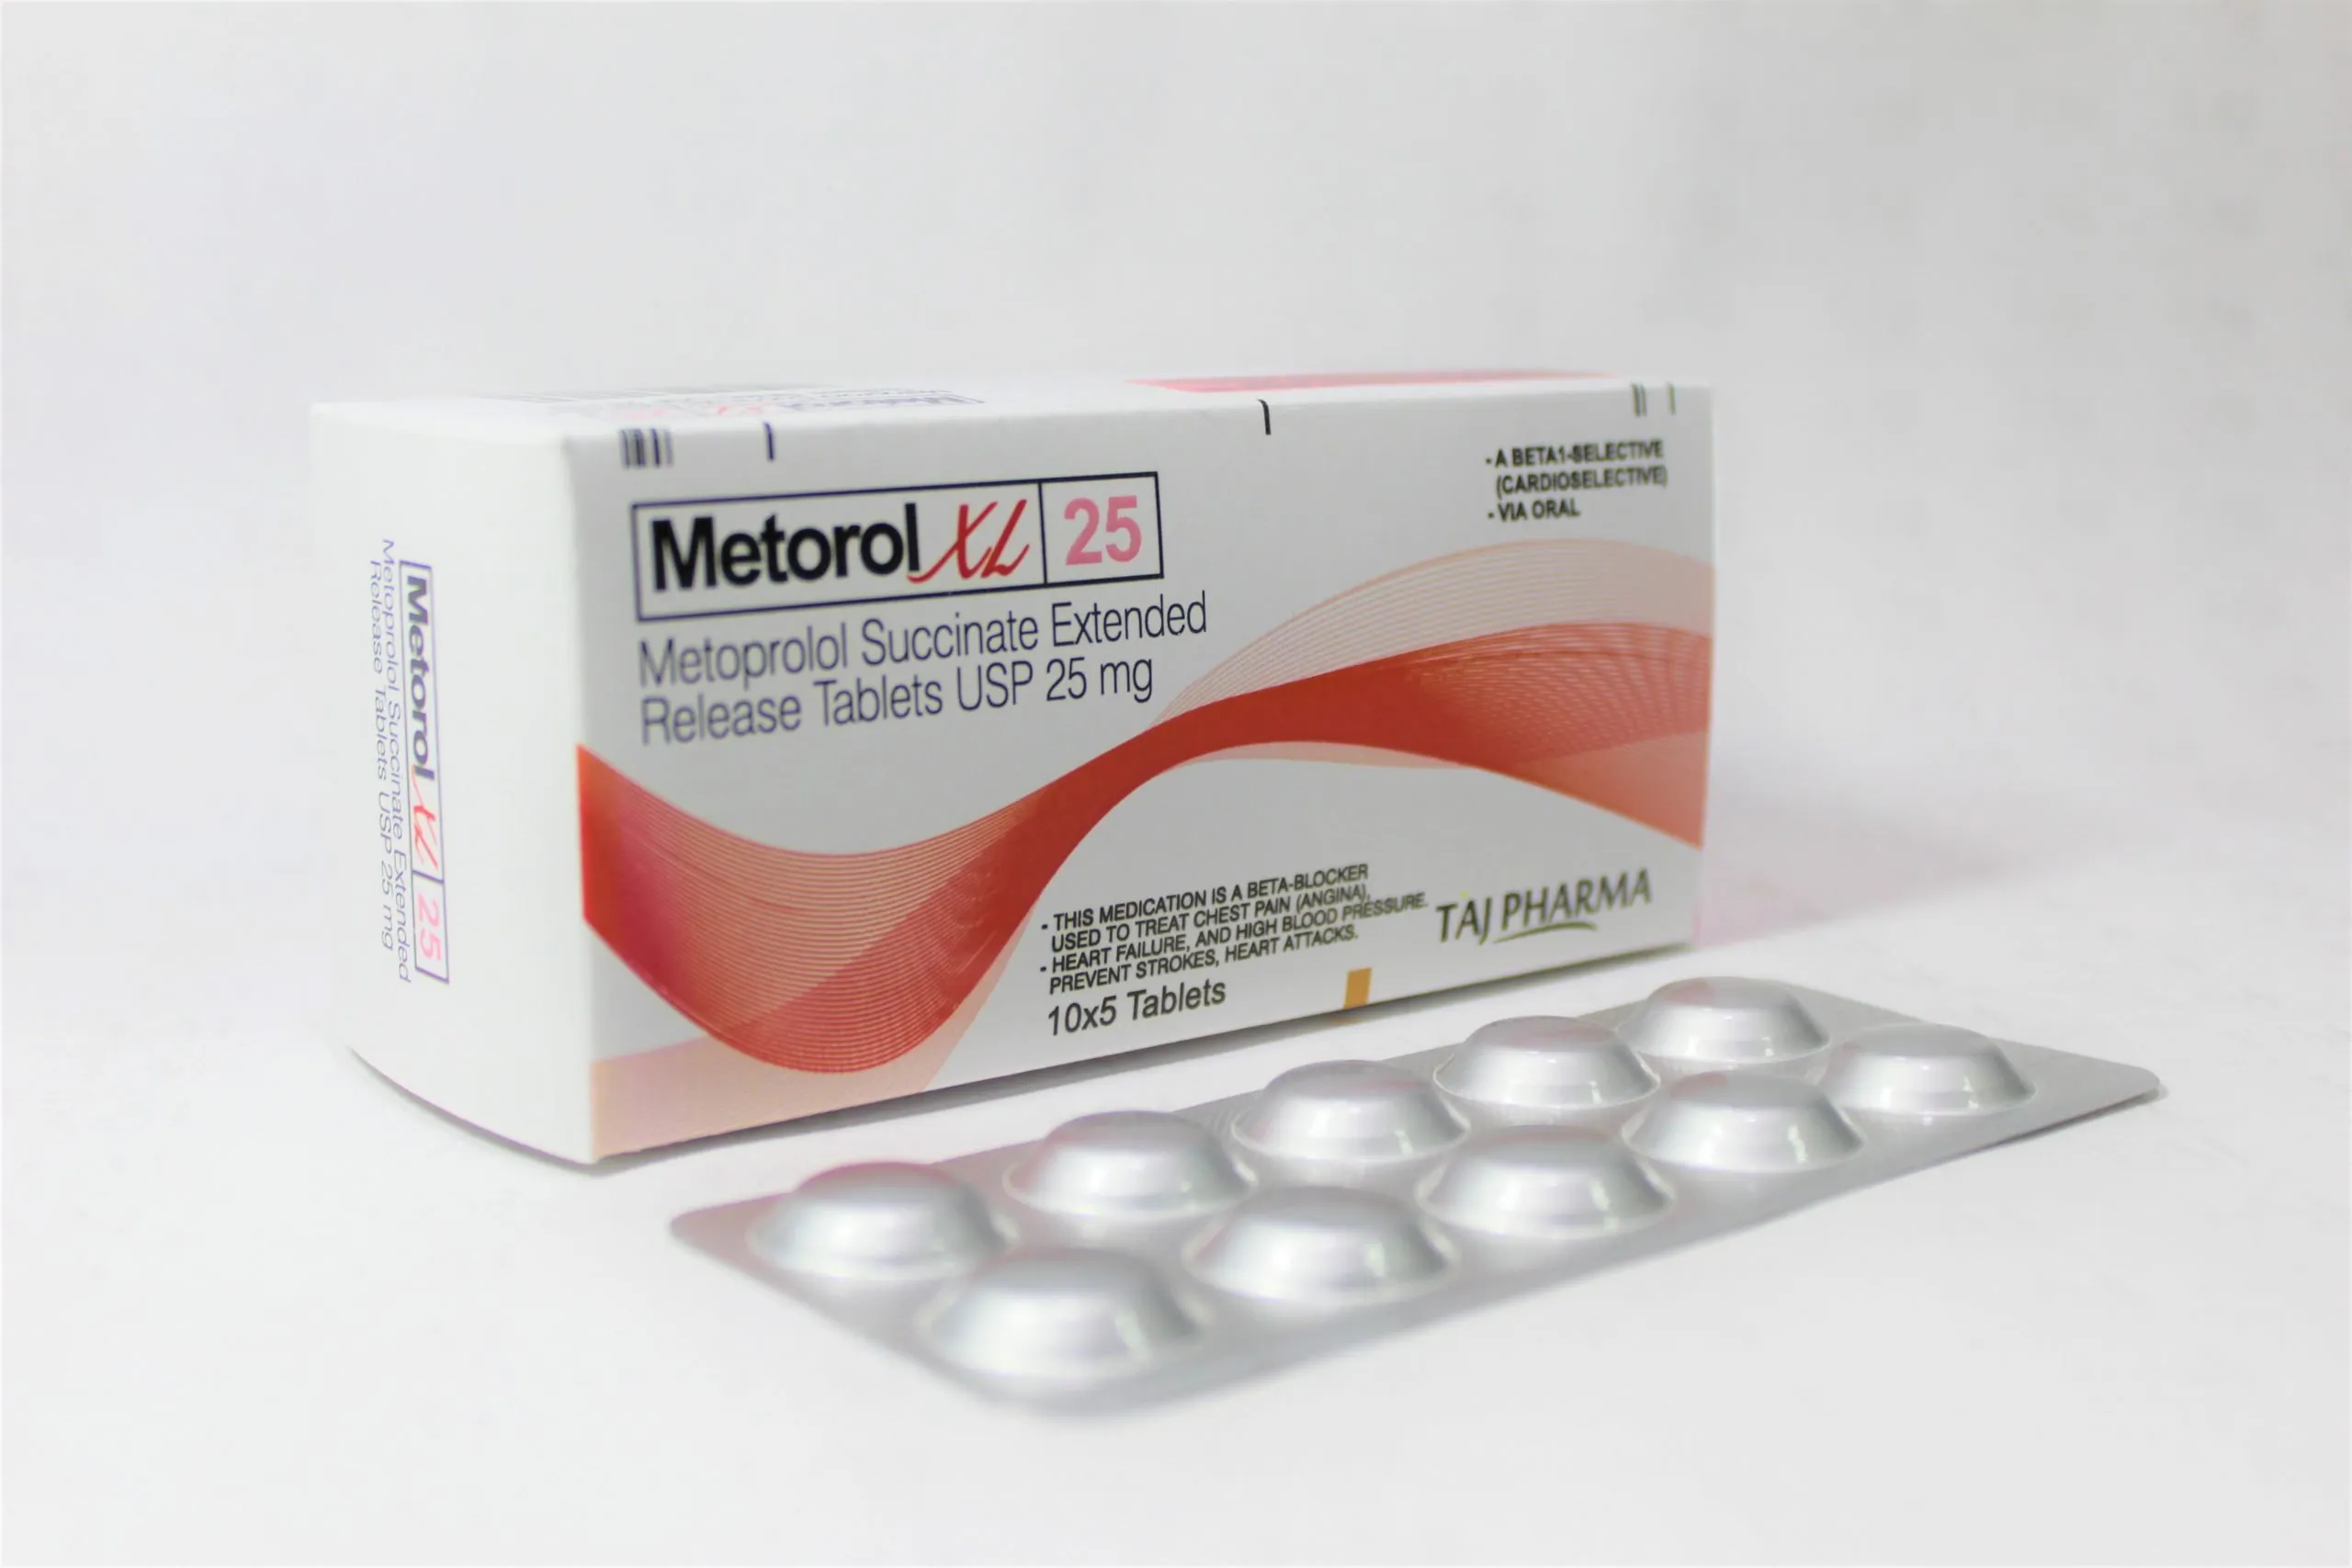 Metorol XL 25
Metoprolol Succinate Extended
Release Tablets USP 25 mg
- A BETA1-SELECTIVE
(CARDIOSELECTIVE)
- VIA ORAL
- THIS MEDICATION IS A BETA-BLOCKER
USED TO TREAT CHEST PAIN (ANGINA),
- HEART FAILURE, AND HIGH BLOOD PRESSURE.
PREVENT STROKES, HEART ATTACKS.
10x5 Tablets
TAJ PHARMA
Metorol XL 25
Metoprolol Succinate Extended
Release Tablets USP 25 mg
Metorol XL